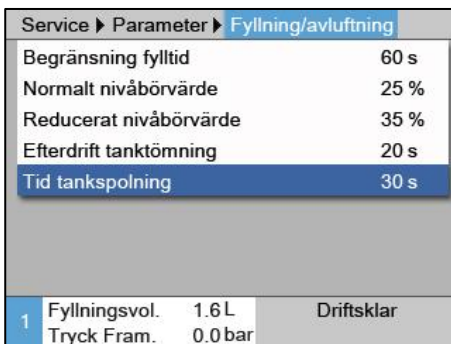 Service ▶ Parameter ▶ Fyllning/avluftning
Begränsning fylltid 60 s
Normalt nivåbörvärde 25 %
Reducerat nivåbörvärde 35 %
Efterdrift tanktömning 20 s
Tid tankspolning 30 s
1 Fyllningsvol. 1.6 L Driftsklar
Tryck Fram. 0.0 bar